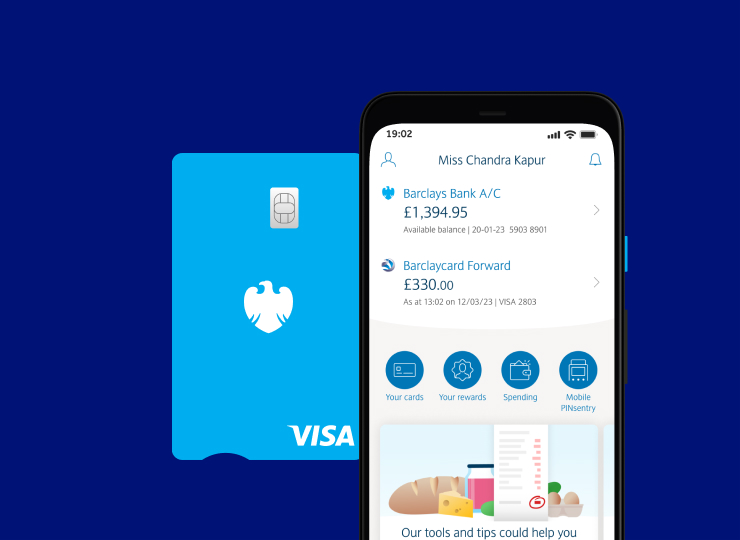 VISA
19:02
Miss Chandra Kapur
Barclays Bank A/C
£1,394.95
Available balance | 20-01-23 5903 8901
Barclaycard Forward
£330.00
As at 13:02 on 12/03/23 | VISA 2803
Your cards
Your rewards
Spending
Mobile
PINsentry
Our tools and tips could help you